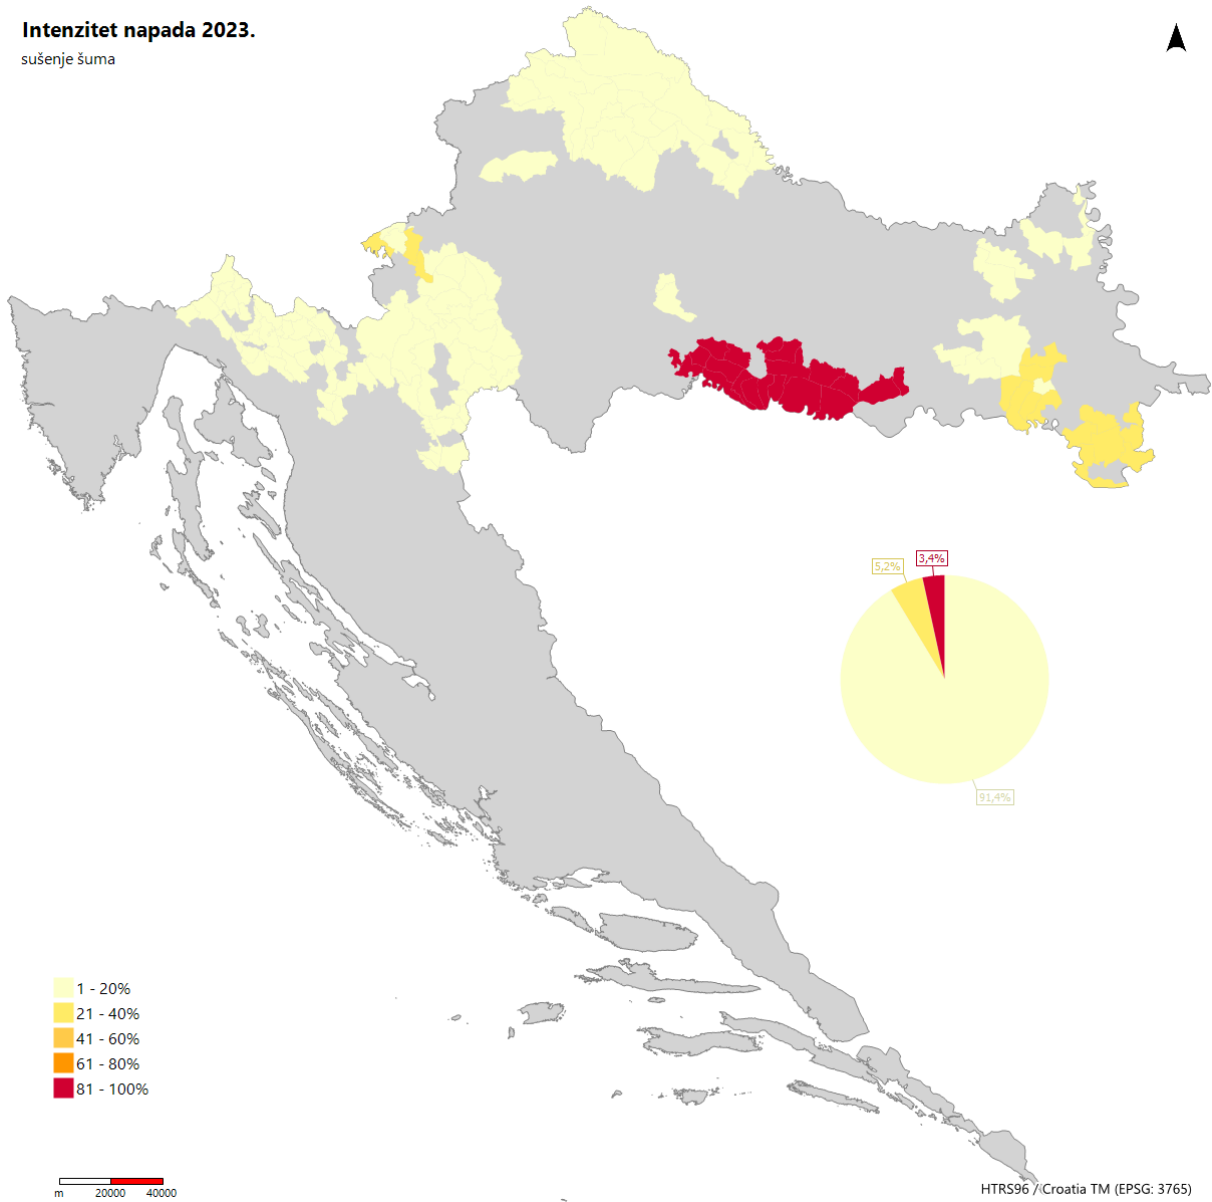 Intenzitet napada 2023.
sušenje šuma
5,2%
3,4%
91,4%
1 - 20%
21 - 40%
41 - 60%
61 - 80%
81 - 100%
m 20000 40000
HTRS96 / Croatia TM (EPSG: 3765)